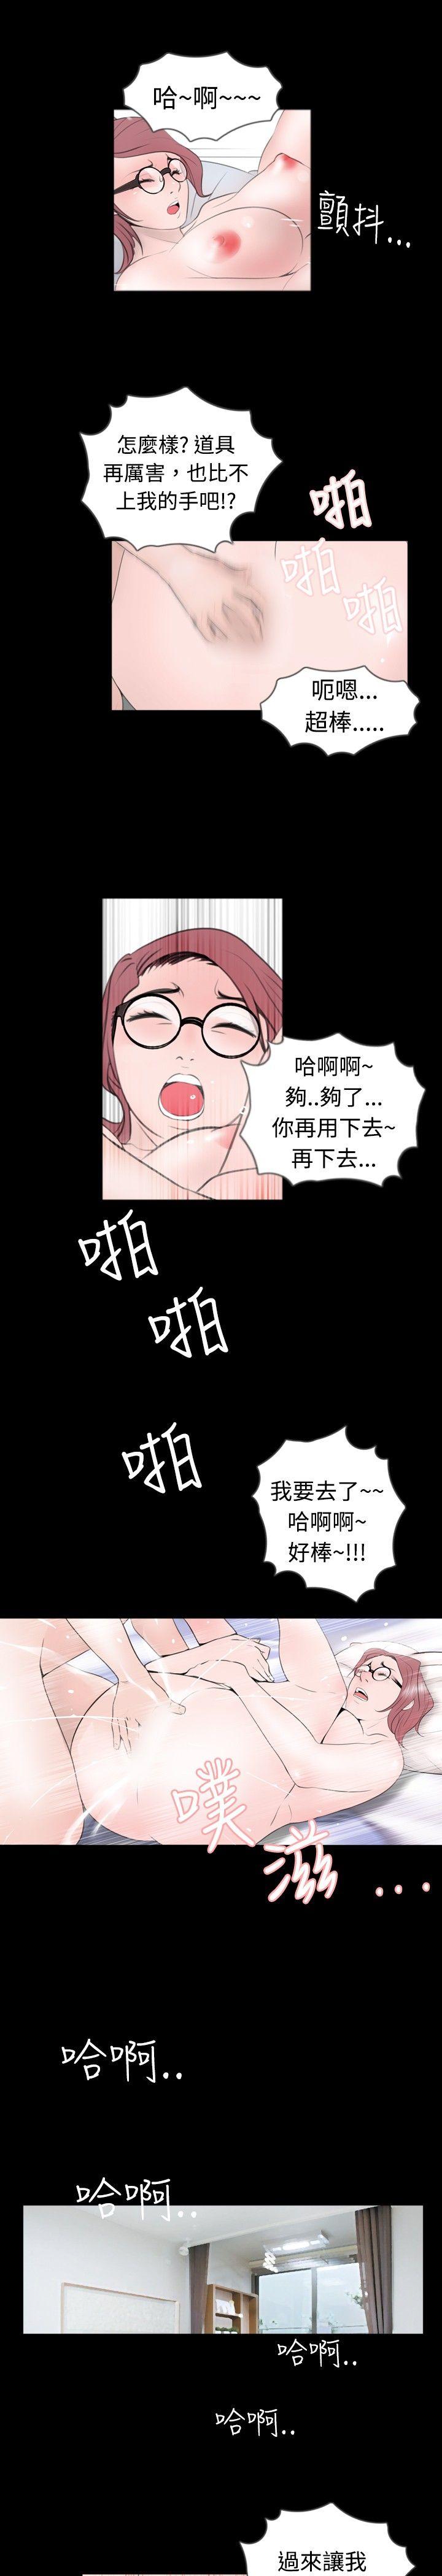 哈~啊~~~
顫抖...
怎麼樣? 道具
再厲害，也比不
上我的手吧!?
啪
啪
啪
呃嗯...
超棒.....
哈啊啊~
夠..夠了...
你再用下去~
再下去...
啪
啪
啪
我要去了~~
哈啊啊~
好棒~!!!
噗
滋...
哈啊..
哈啊..
哈啊..
哈啊..
過來讓我